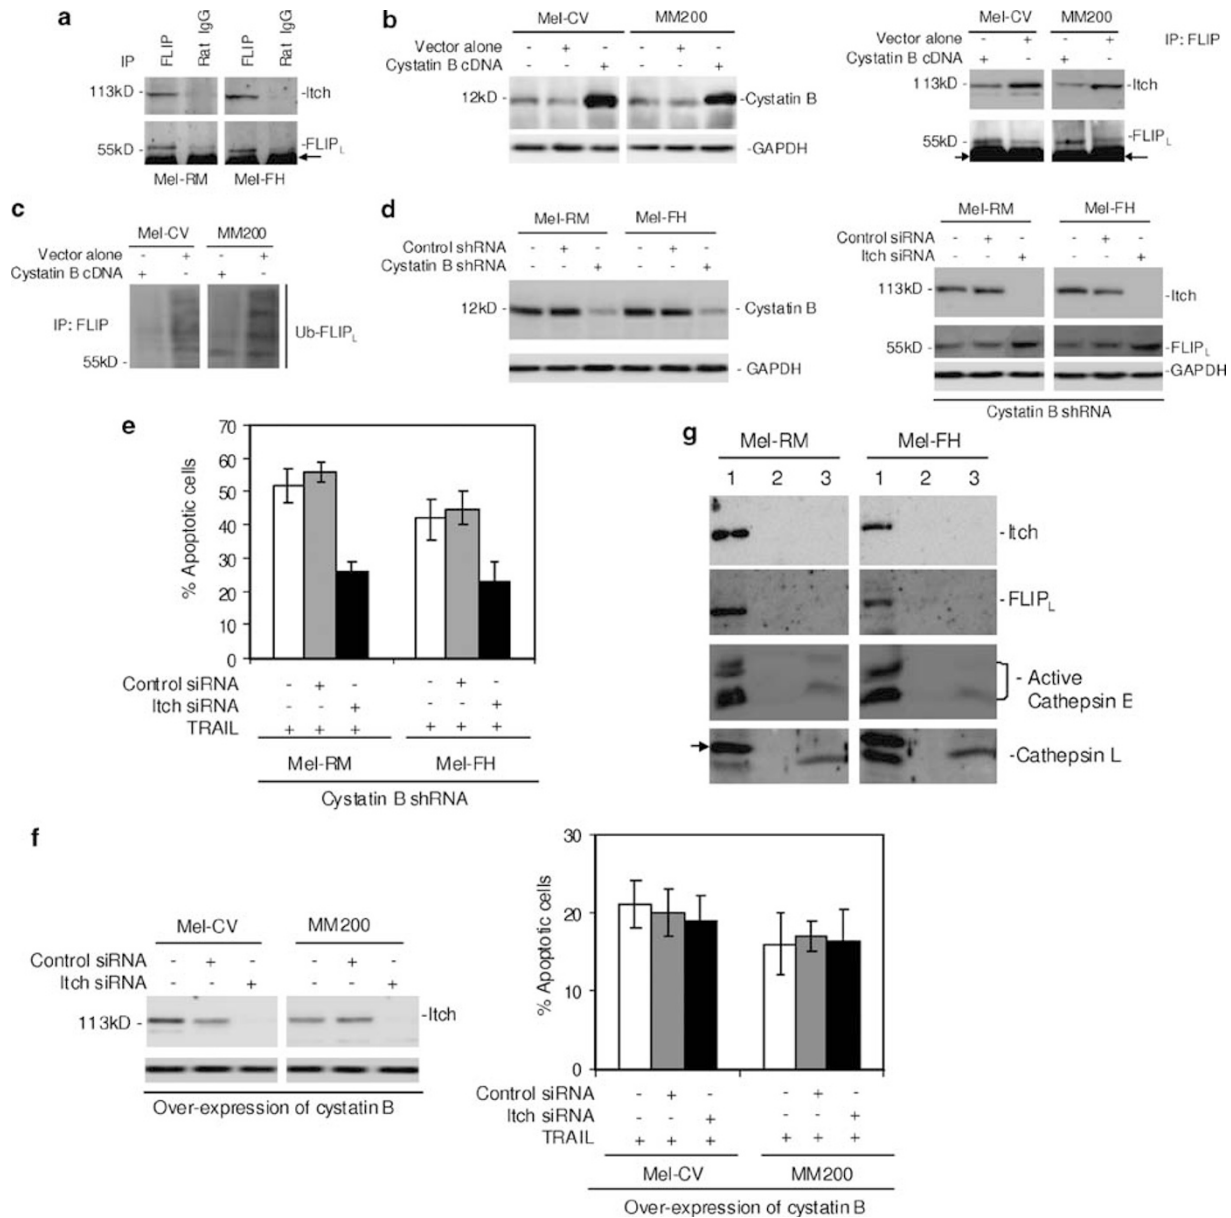 a
IP
FLIP
Rat IgG
FLIP
Rat IgG
113kD
-Itch
55kD
-FLIPL
Mel-RM
Mel-FH
b
Mel-CV
MM200
Vector alone - + - - + -
Cystatin B cDNA - - + - - +
12kD -
-Cystatin B
-GAPDH
Mel-CV
MM200
Vector alone - + - +
IP: FLIP
Cystatin B cDNA + - + -
113kD -
-Itch
55kD -
-FLIPL
c
Mel-CV
MM200
Vector alone - + - +
Cystatin B cDNA + - + -
IP: FLIP
55kD -
Ub-FLIPL
d
Mel-RM
Mel-FH
Control shRNA - + - - + -
Cystatin B shRNA - - + - - +
12kD -
- Cystatin B
- GAPDH
Mel-RM
Mel-FH
Control siRNA - + - - + -
Itch siRNA - - + - - +
113kD -
-Itch
55kD -
-FLIPL
-GAPDH
Cystatin B shRNA
e
% Apoptotic cells
70
60
50
40
30
20
10
0
Control siRNA - + - - + -
Itch siRNA - - + - - +
TRAIL + + + + + +
Mel-RM
Mel-FH
Cystatin B shRNA
g
Mel-RM
Mel-FH
1 2 3 1 2 3
-Itch
-FLIPL
- Active
Cathepsin E
-Cathepsin L
f
Mel-CV
MM200
Control siRNA - + - - + -
Itch siRNA - - + - - +
113kD -
-Itch
Over-expression of cystatin B
% Apoptotic cells
30
20
10
0
Control siRNA - + - - + -
Itch siRNA - - + - - +
TRAIL + + + + + +
Mel-CV
MM200
Over-expression of cystatin B